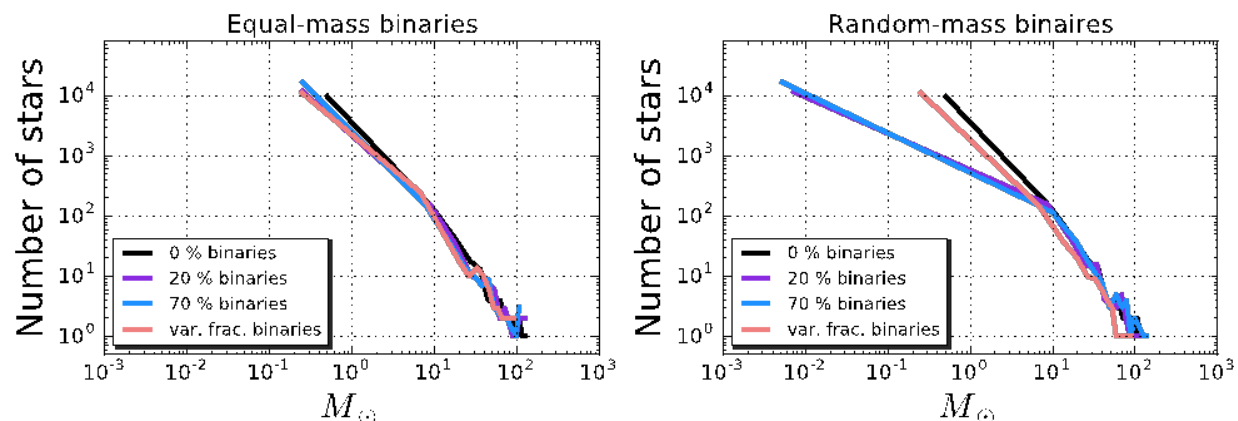 Equal-mass binaries
Number of stars
10^4
10^3
10^2
10^1
10^0
0 % binaries
20 % binaries
70 % binaries
var. frac. binaries
10^-3 10^-2 10^-1 10^0 10^1 10^2 10^3
M_⊙
Random-mass binaires
Number of stars
10^4
10^3
10^2
10^1
10^0
0 % binaries
20 % binaries
70 % binaries
var. frac. binaries
10^-3 10^-2 10^-1 10^0 10^1 10^2 10^3
M_⊙